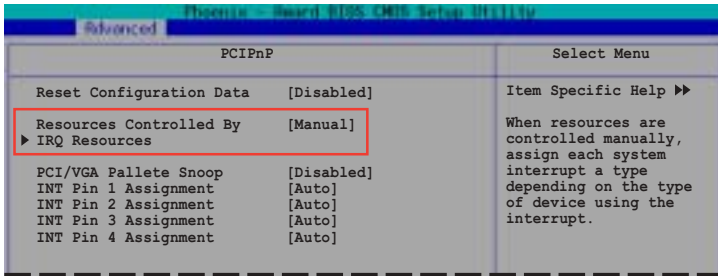 Phoenix - Award BIOS CMOS Setup Utility
Advanced
PCIPnP
Select Menu
Reset Configuration Data [Disabled]
Resources Controlled By [Manual]
▶ IRQ Resources
PCI/VGA Pallete Snoop [Disabled]
INT Pin 1 Assignment [Auto]
INT Pin 2 Assignment [Auto]
INT Pin 3 Assignment [Auto]
INT Pin 4 Assignment [Auto]
Item Specific Help ▶▶
When resources are
controlled manually,
assign each system
interrupt a type
depending on the type
of device using the
interrupt.